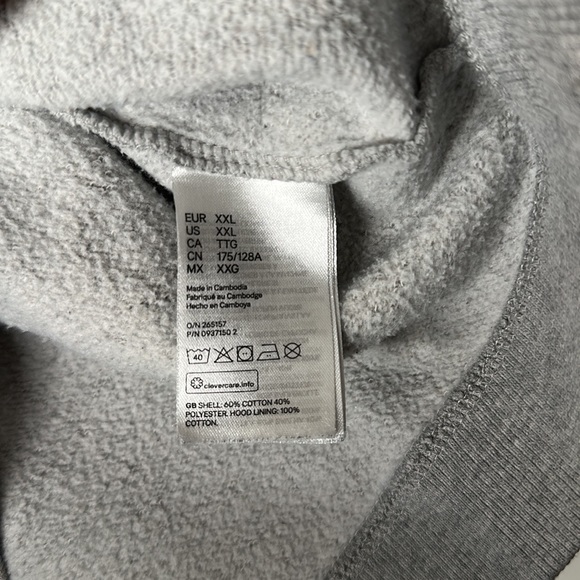 EUR XXL
US XXL
CA TTG
CN 175/128A
MX XXG
Made in Cambodia
Fabriqué au Cambodge
Hecho en Camboya
O/N 265157
P/N 0937150 2
40
clevercare.info
GB SHELL: 60% COTTON 40%
POLYESTER. HOOD LINING: 100%
COTTON.